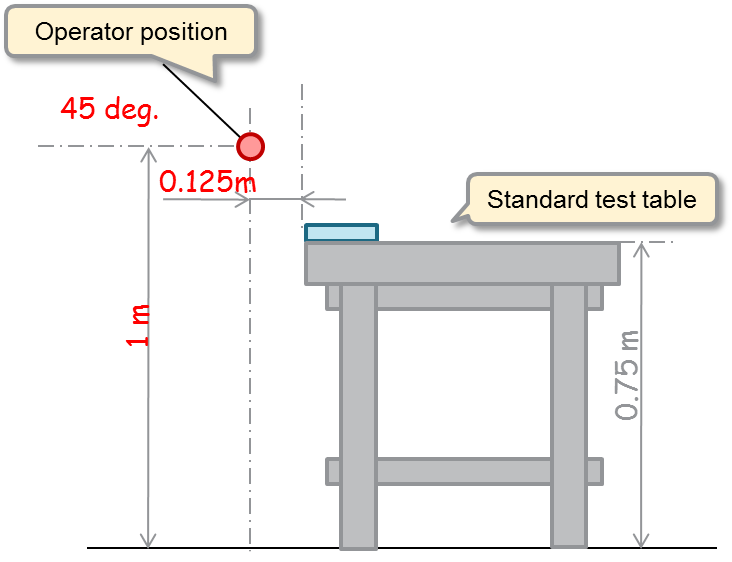 Operator position
45 deg.
0.125m
Standard test table
1 m
0.75 m